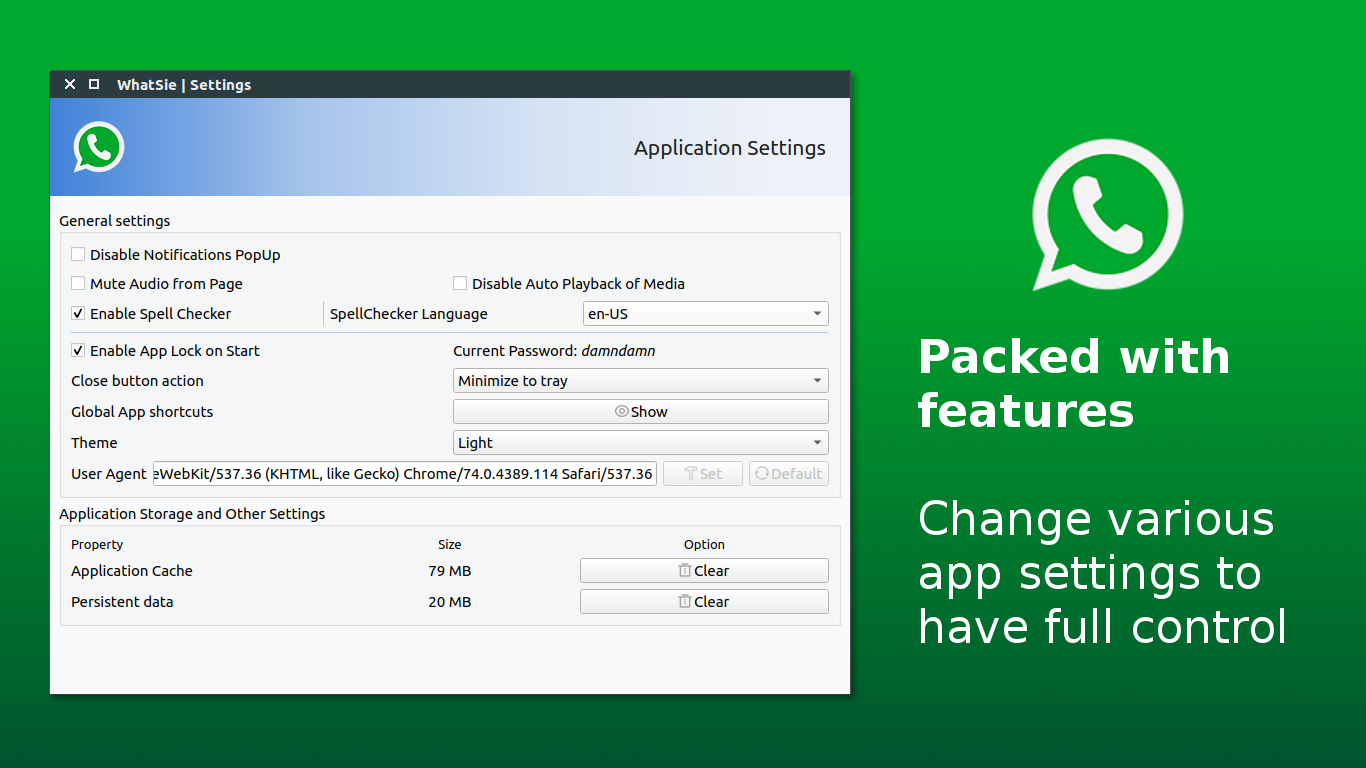 WhatSie | Settings
Application Settings
General settings
Disable Notifications PopUp
Mute Audio from Page
Disable Auto Playback of Media
Enable Spell Checker
SpellChecker Language
en-US
Enable App Lock on Start
Current Password: damndamn
Close button action
Minimize to tray
Global App shortcuts
Show
Theme
Light
User Agent
eWebKit/537.36 (KHTML, like Gecko) Chrome/74.0.4389.114 Safari/537.36
Set
Default
Application Storage and Other Settings
Property Size Option
Application Cache 79 MB Clear
Persistent data 20 MB Clear
Packed with
features
Change various
app settings to
have full control